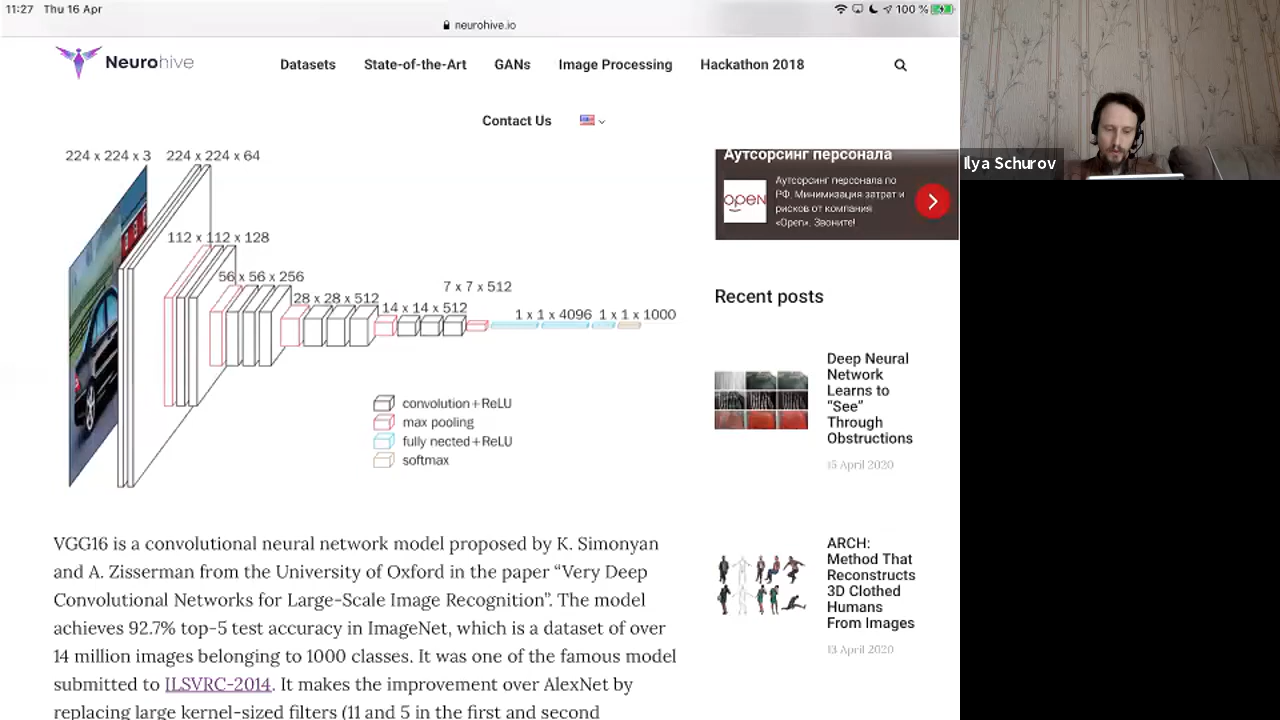 11:27 Thu 16 Apr
100 %
neurohive.io
Neurohive
Datasets
State-of-the-Art
GANs
Image Processing
Hackathon 2018
Contact Us
224 x 224 x 3
224 x 224 x 64
112 x 112 x 128
56 x 56 x 256
28 x 28 x 512
14 x 14 x 512
7 x 7 x 512
1 x 1 x 4096
1 x 1 x 1000
convolution+ReLU
max pooling
fully nected+ReLU
softmax
VGG16 is a convolutional neural network model proposed by K. Simonyan
and A. Zisserman from the University of Oxford in the paper “Very Deep
Convolutional Networks for Large-Scale Image Recognition”. The model
achieves 92.7% top-5 test accuracy in ImageNet, which is a dataset of over
14 million images belonging to 1000 classes. It was one of the famous model
submitted to ILSVRC-2014. It makes the improvement over AlexNet by
replacing large kernel-sized filters (11 and 5 in the first and second
Аутсорсинг персонала
OPEN
Аутсорсинг персонала по
РФ. Минимизация затрат и
рисков от компания
«Open». Звоните!
Recent posts
Deep Neural
Network
Learns to
“See”
Through
Obstructions
15 April 2020
ARCH:
Method That
Reconstructs
3D Clothed
Humans
From Images
13 April 2020
Ilya Schurov